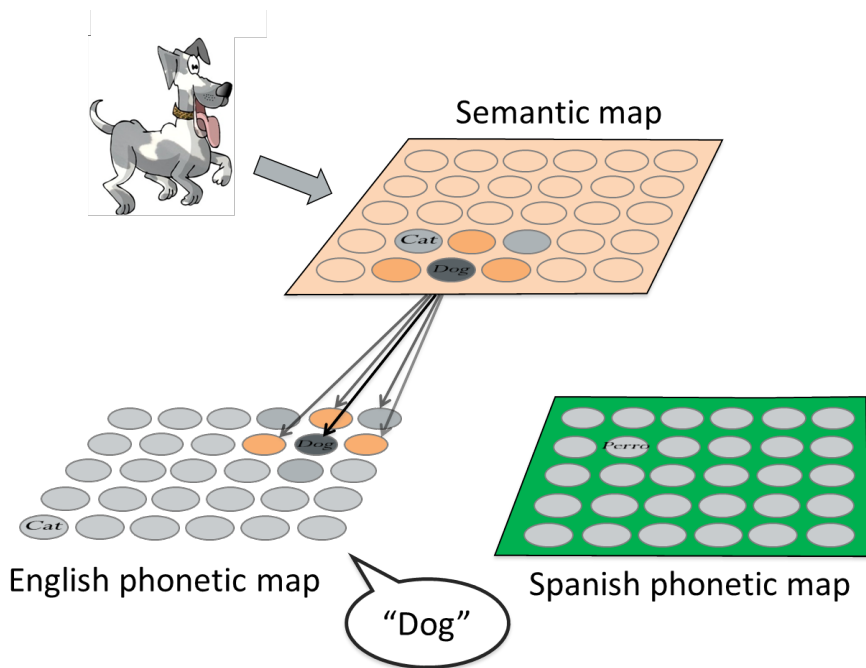 Semantic map
Cat
Dog
Dog
Perro
Cat
English phonetic map
Spanish phonetic map
“Dog”